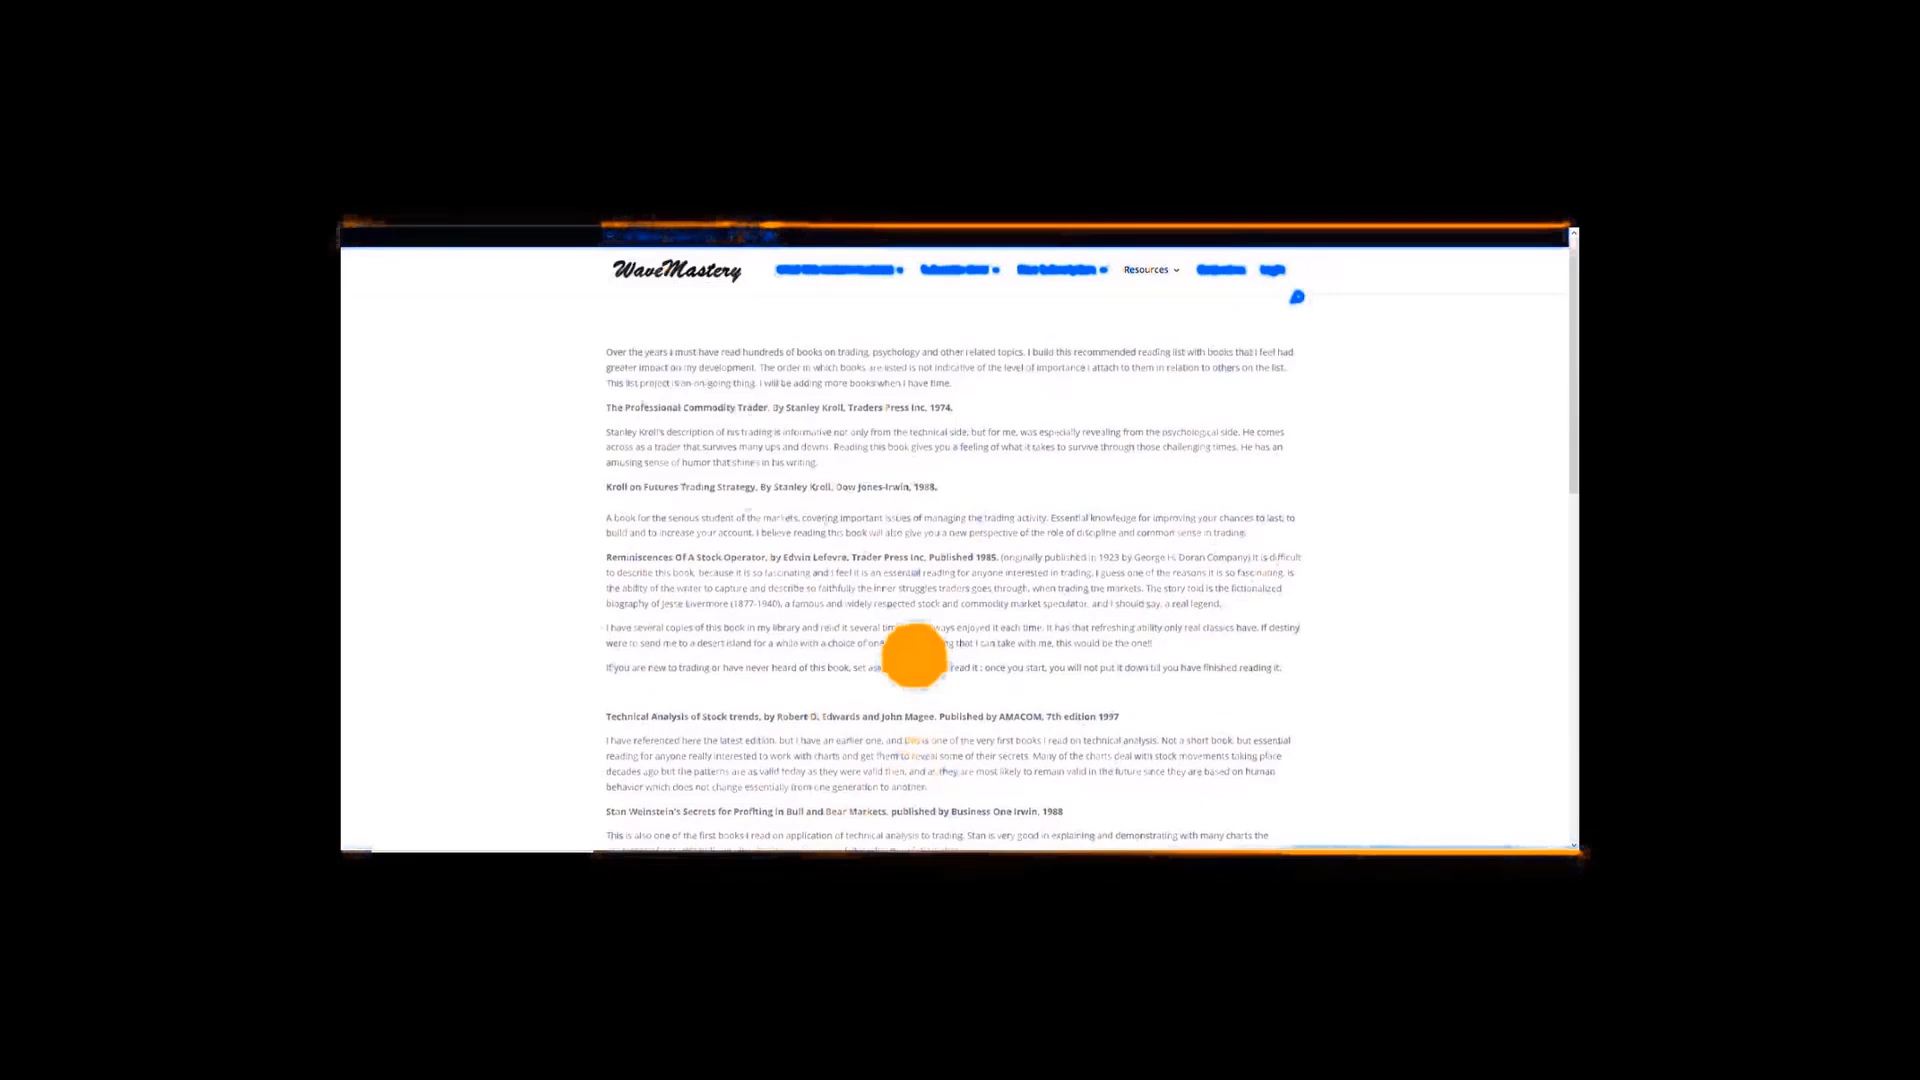 WaveMastery
Resources
Over the years I must have read hundreds of books on trading, psychology and other related topics. I build this recommended reading list with books that I feel had
greater impact on my development. The order in which books are listed is not indicative of the level of importance I attach to them in relation to others on the list.
This list project is an on-going thing. I will be adding more books when I have time.
The Professional Commodity Trader, By Stanley Kroll, Traders Press Inc, 1974.
Stanley Kroll's description of his trading is informative not only from the technical side, but for me, was especially revealing from the psychological side. He comes
across as a trader that survives many ups and downs. Reading this book gives you a feeling of what it takes to survive through those challenging times. He has an
amusing sense of humor that shines in his writing.
Kroll on Futures Trading Strategy, By Stanley Kroll, Dow Jones-Irwin, 1988.
A book for the serious student of the markets, covering important issues of managing the trading activity. Essential knowledge for improving your chances to last, to
build and to increase your account. I believe reading this book will also give you a new perspective of the role of discipline and common sense in trading.
Reminiscences Of A Stock Operator, by Edwin Lefevre, Trader Press Inc, Published 1985. (originally published in 1923 by George H. Doran Company) It is difficult
to describe this book, because it is so fascinating and I feel it is an essential reading for anyone interested in trading. I guess one of the reasons it is so fascinating, is
the ability of the writer to capture and describe so faithfully the inner struggles traders goes through, when trading the markets. The story told is the fictionalized
biography of Jesse Livermore (1877-1940), a famous and widely respected stock and commodity market speculator, and I should say, a real legend.
I have several copies of this book in my library and read it several enjoyed it each time. It has that refreshing ability only real classics have. If destiny
were to send me to a desert island for a while with a choice of that I can take with me, this would be the one!!
If you are new to trading or have never heard of this book, set read it : once you start, you will not put it down till you have finished reading it.
Technical Analysis of Stock trends, by Robert D. Edwards and John Magee. Published by AMACOM, 7th edition 1997
I have referenced here the latest edition, but I have an earlier one, and this is one of the very first books I read on technical analysis. Not a short book, but essential
reading for anyone really interested to work with charts and get them to reveal some of their secrets. Many of the charts deal with stock movements taking place
decades ago but the patterns are as valid today as they were valid then, and as they are most likely to remain valid in the future since they are based on human
behavior which does not change essentially from one generation to another.
Stan Weinstein's Secrets for Profiting in Bull and Bear Markets, published by Business One Irwin, 1988
This is also one of the first books I read on application of technical analysis to trading. Stan is very good in explaining and demonstrating with many charts the